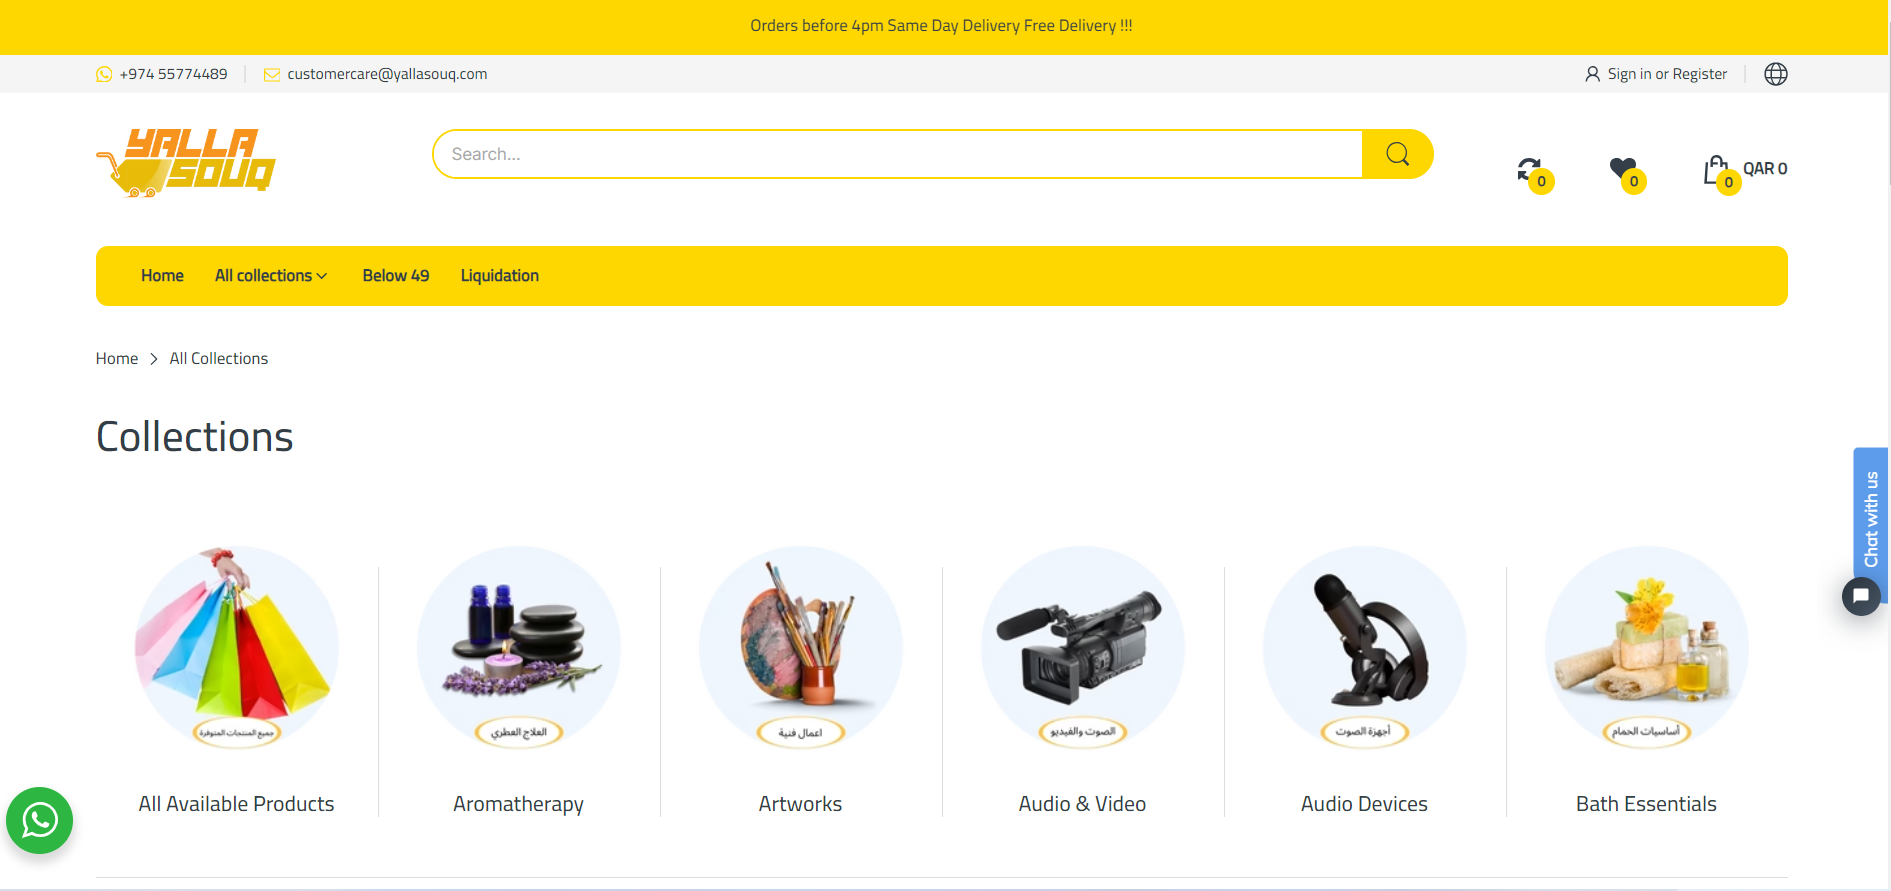 Orders before 4pm Same Day Delivery Free Delivery !!!
+974 55774489
customercare@yallasouq.com
Sign in or Register
YALLA
SOUQ
Search...
0
0
0
QAR 0
Home
All collections
Below 49
Liquidation
Home > All Collections
Collections
Chat with us
جميع المنتجات المتوفرة
العلاج العطري
اعمال فنية
الصوت والفيديو
أجهزة الصوت
أساسيات الحمام
All Available Products
Aromatherapy
Artworks
Audio & Video
Audio Devices
Bath Essentials